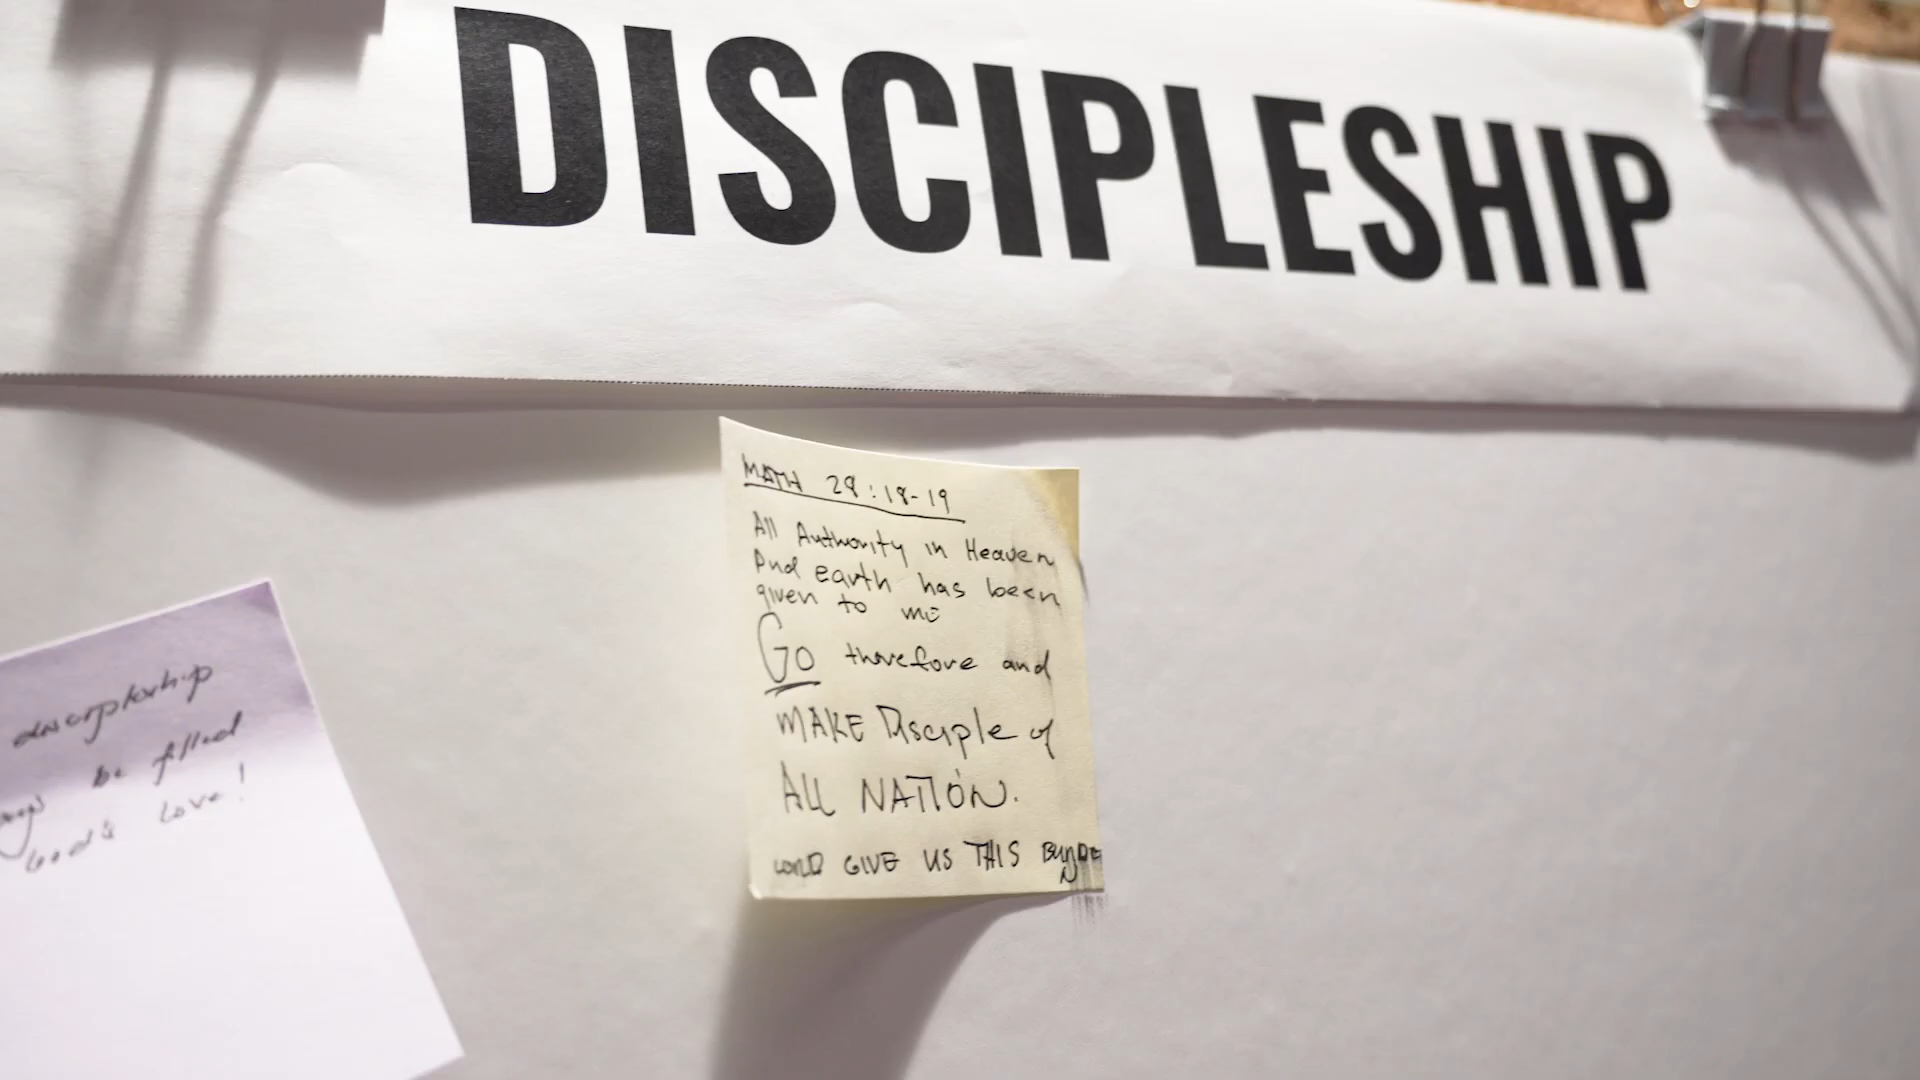 DISCIPLESHIP
MATH 28:18-19
All Authority in Heaven
And earth has been
given to me
Go therefore and
MAKE Disciple of
ALL NATION.
LORD GIVE US THIS BURDEN
discipleship
be filled
God's love!